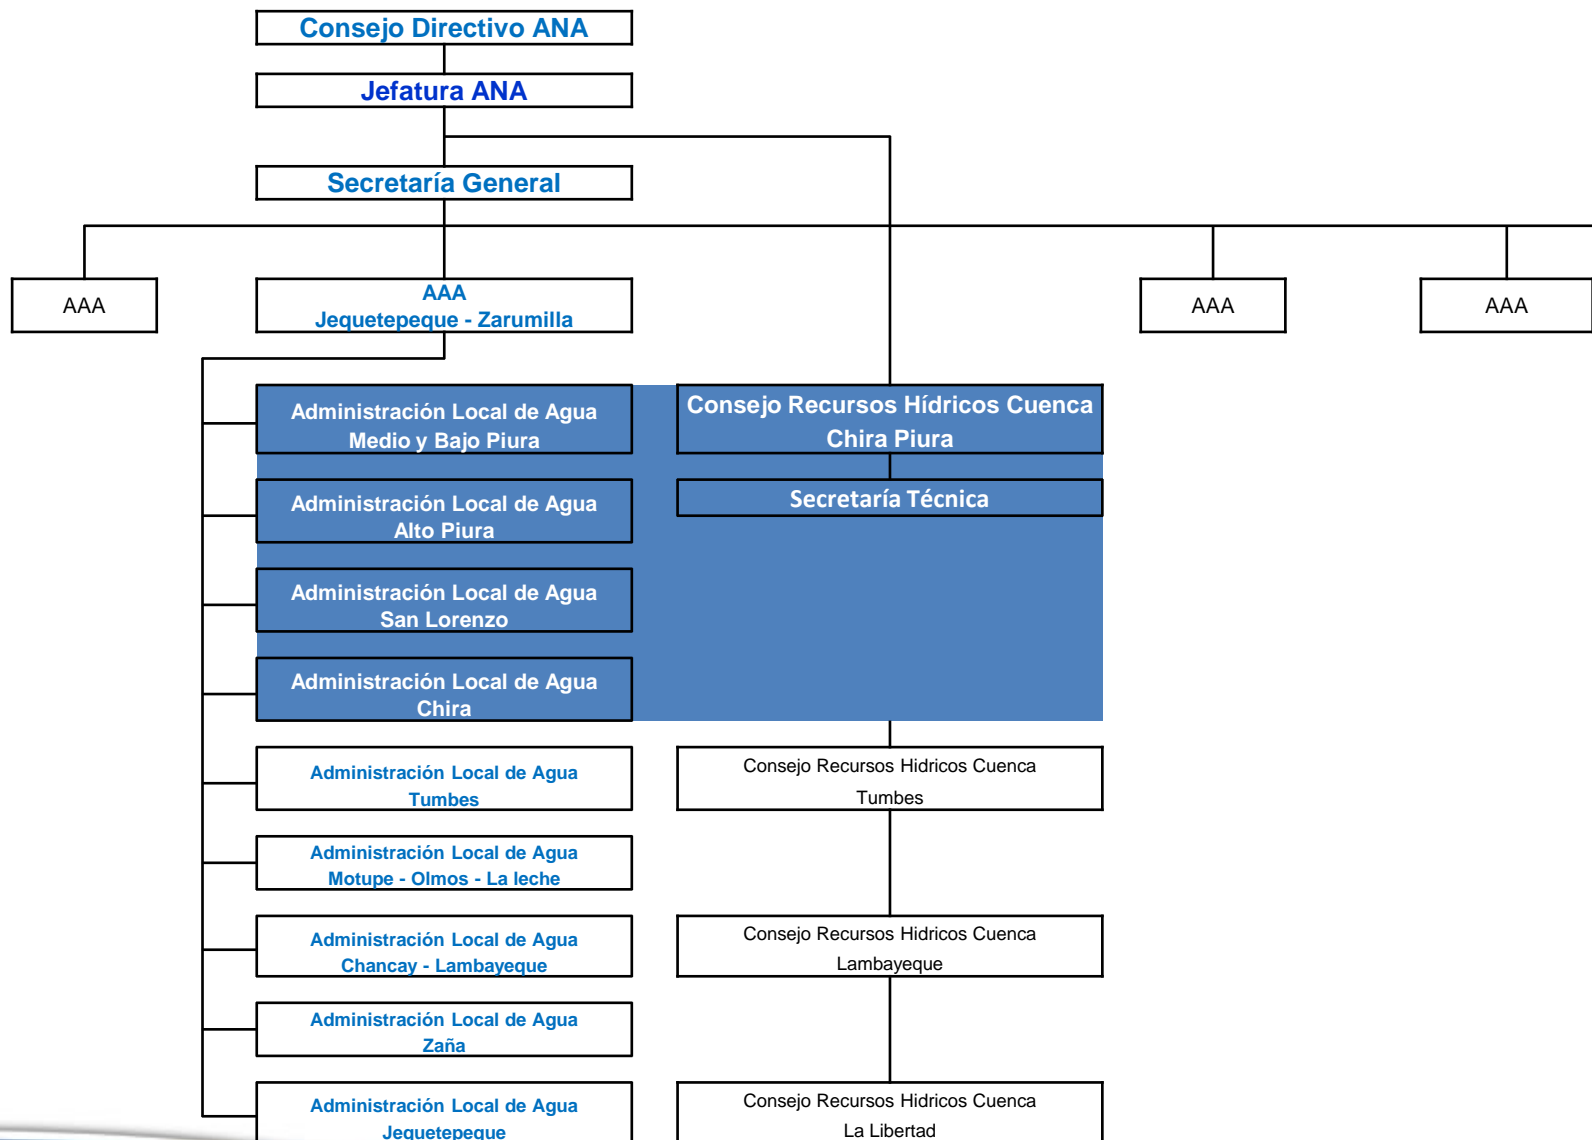 Consejo Directivo ANA
Jefatura ANA
Secretaría General
AAA
AAA
Jequetepeque - Zarumilla
AAA
AAA
Administración Local de Agua
Medio y Bajo Piura
Consejo Recursos Hídricos Cuenca
Chira Piura
Administración Local de Agua
Alto Piura
Secretaría Técnica
Administración Local de Agua
San Lorenzo
Administración Local de Agua
Chira
Administración Local de Agua
Tumbes
Consejo Recursos Hidricos Cuenca
Tumbes
Administración Local de Agua
Motupe - Olmos - La leche
Administración Local de Agua
Chancay - Lambayeque
Consejo Recursos Hidricos Cuenca
Lambayeque
Administración Local de Agua
Zaña
Administración Local de Agua
Jequetepeque
Consejo Recursos Hidricos Cuenca
La Libertad